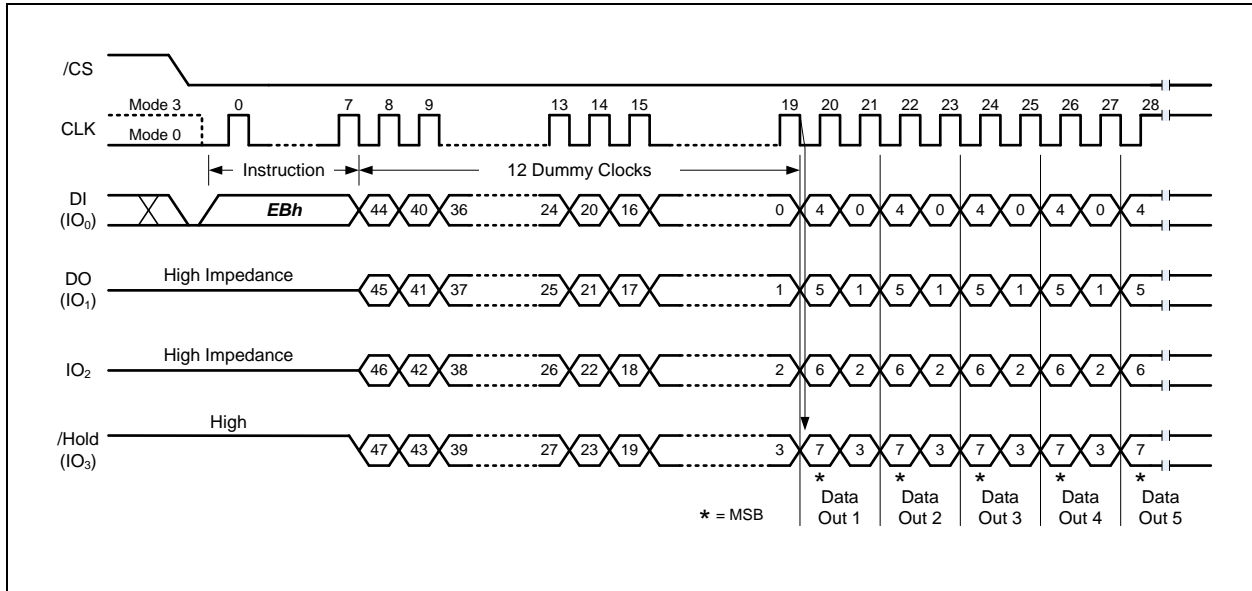 /CS
Mode 3 0 7 8 9 13 14 15 19 20 21 22 23 24 25 26 27 28
CLK
Mode 0
Instruction 12 Dummy Clocks
DI
(IO0) EBh 44 40 36 24 20 16 0 4 0 4 0 4 0 4 0 4
DO
(IO1) High Impedance 45 41 37 25 21 17 1 5 1 5 1 5 1 5 1 5
IO2 High Impedance 46 42 38 26 22 18 2 6 2 6 2 6 2 6 2 6
High
/Hold
(IO3) 47 43 39 27 23 19 3 7 3 7 3 7 3 7 3 7
* * * * *
* = MSB
Data Out 1
Data Out 2
Data Out 3
Data Out 4
Data Out 5